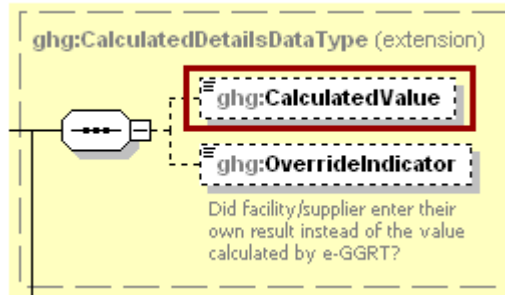 ghg:CalculatedDetailsDataType (extension)
ghg:CalculatedValue
ghg:OverrideIndicator
Did facility/supplier enter their
own result instead of the value
calculated by e-GGRT?